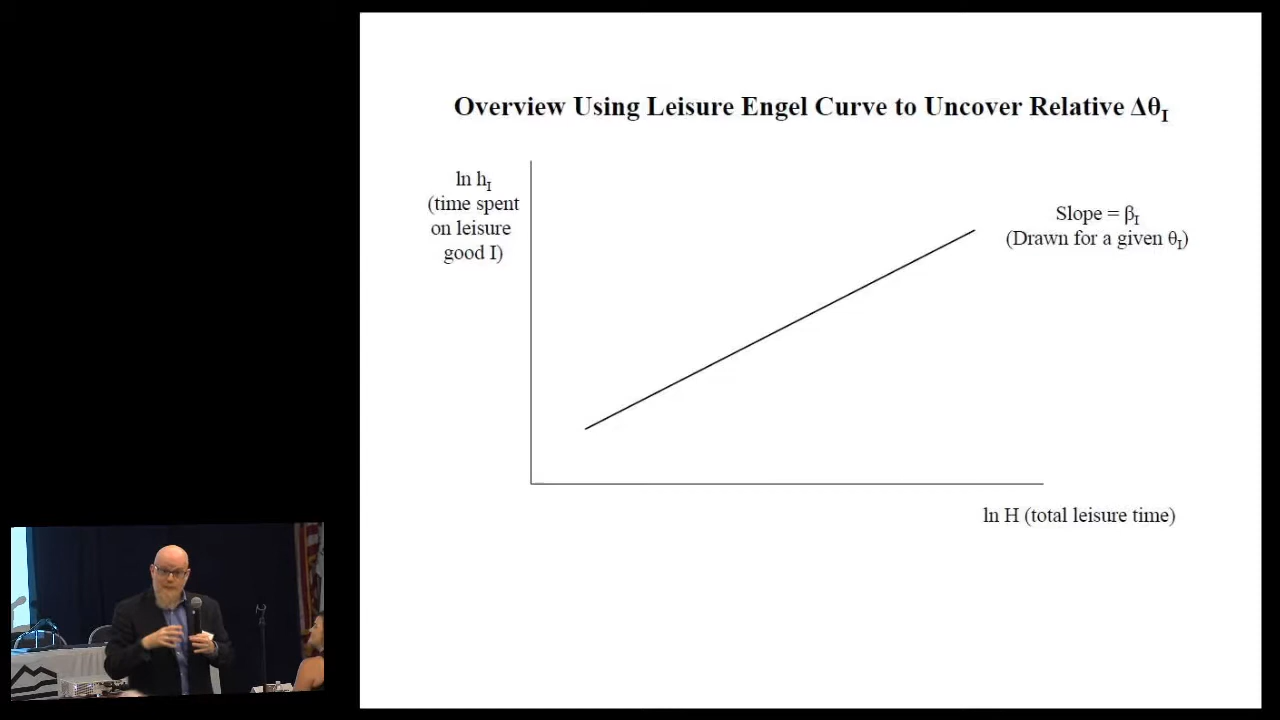 Overview Using Leisure Engel Curve to Uncover Relative Δθ_I
ln h_I
(time spent
on leisure
good I)
Slope = β_I
(Drawn for a given θ_I)
ln H (total leisure time)